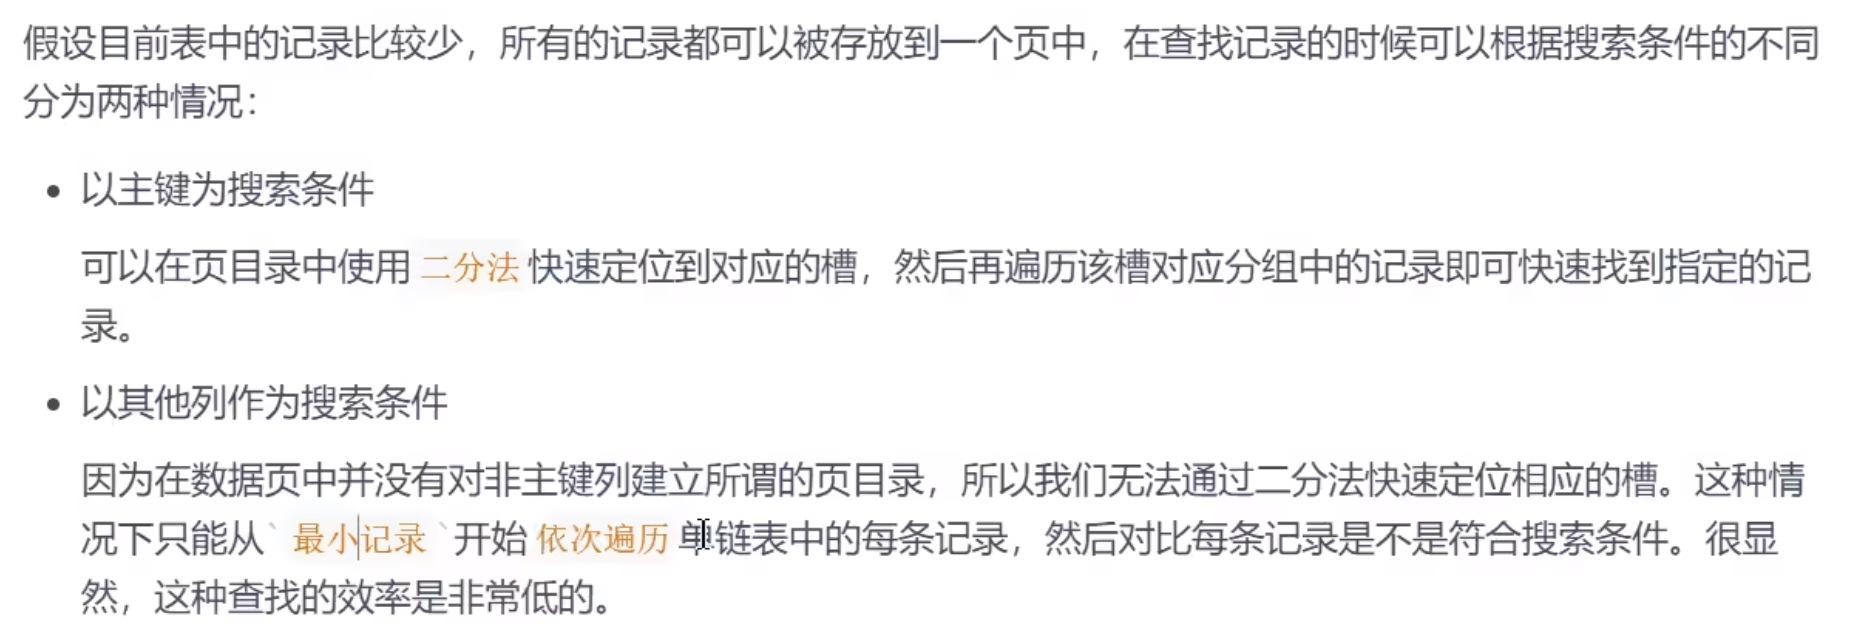 假设目前表中的记录比较少，所有的记录都可以被存放到一个页中，在查找记录的时候可以根据搜索条件的不同
分为两种情况：
• 以主键为搜索条件
可以在页目录中使用 二分法 快速定位到对应的槽，然后再遍历该槽对应分组中的记录即可快速找到指定的记
录。
• 以其他列作为搜索条件
因为在数据页中并没有对非主键列建立所谓的页目录，所以我们无法通过二分法快速定位相应的槽。这种情
况下只能从` 最小记录 `开始 依次遍历 单链表中的每条记录，然后对比每条记录是不是符合搜索条件。很显
然，这种查找的效率是非常低的。